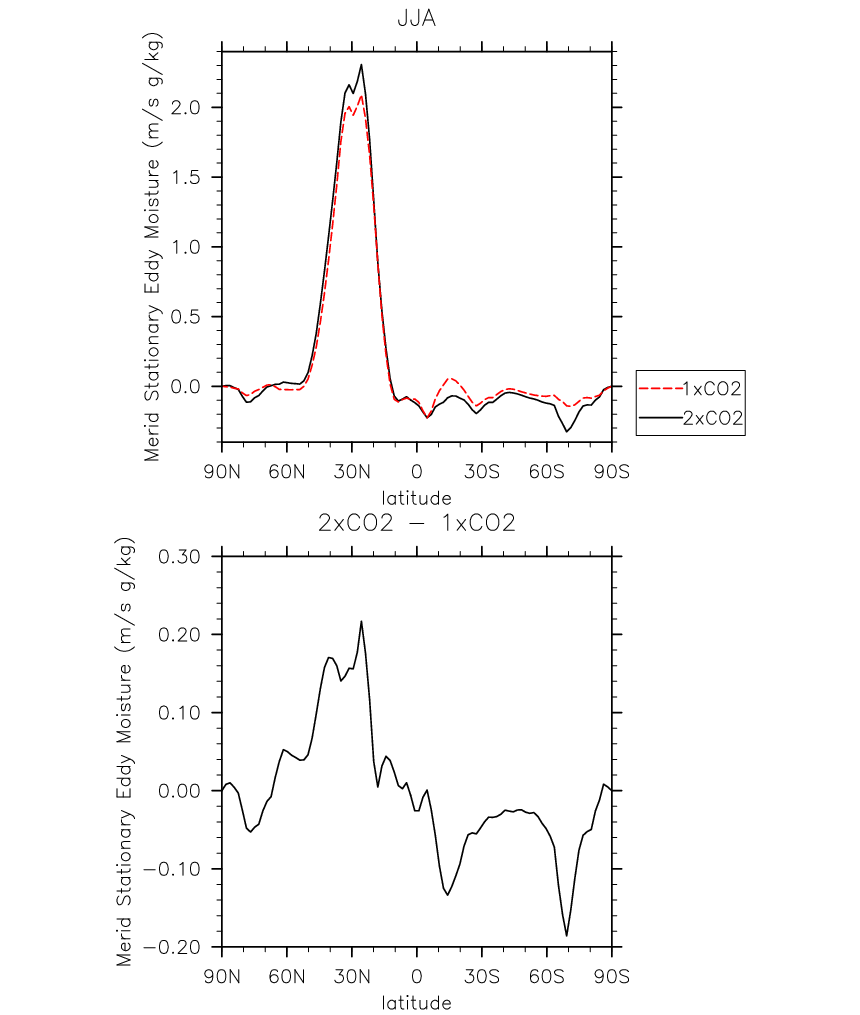 JJA
Merid Stationary Eddy Moisture (m/s g/kg)
2.0
1.5
1.0
0.5
0.0
90N 60N 30N 0 30S 60S 90S
latitude
1xCO2
2xCO2
2xCO2 − 1xCO2
Merid Stationary Eddy Moisture (m/s g/kg)
0.30
0.20
0.10
0.00
−0.10
−0.20
90N 60N 30N 0 30S 60S 90S
latitude